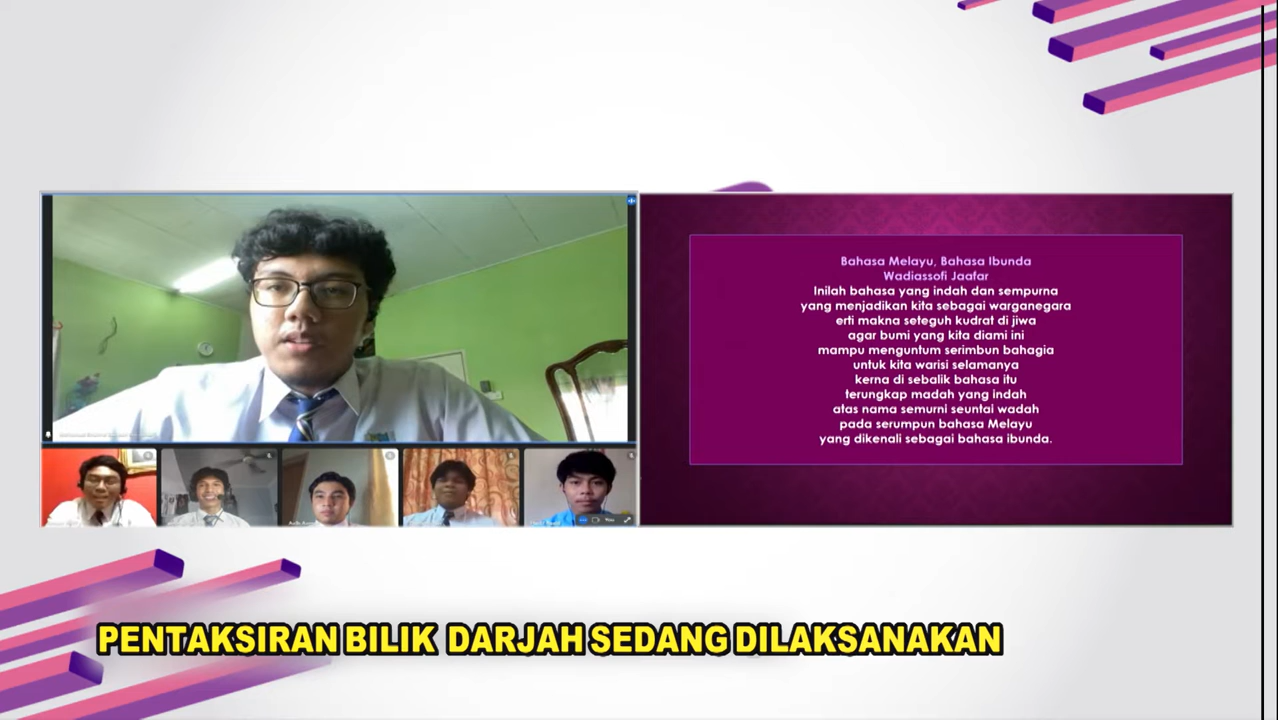 Bahasa Melayu, Bahasa Ibunda
Wadiassofi Jaafar
Inilah bahasa yang indah dan sempurna
yang menjadikan kita sebagai warganegara
erti makna seteguh kudrat di jiwa
agar bumi yang kita diami ini
mampu menguntum serimbun bahagia
untuk kita warisi selamanya
kerna di sebalik bahasa itu
terungkap madah yang indah
atas nama semurni seuntai wadah
pada serumpun bahasa Melayu
yang dikenali sebagai bahasa ibunda.
PENTAKSIRAN BILIK DARJAH SEDANG DILAKSANAKAN